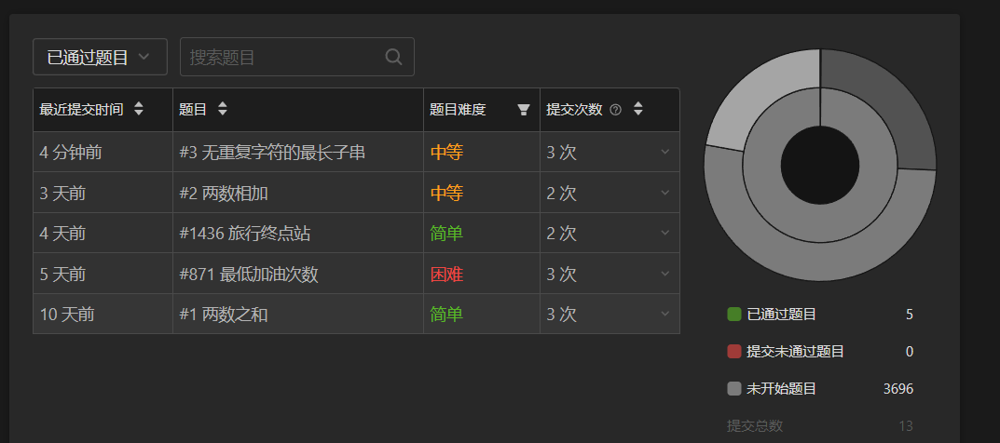 已通过题目 搜索题目
最近提交时间 题目 题目难度 提交次数
4 分钟前 #3 无重复字符的最长子串 中等 3 次
3 天前 #2 两数相加 中等 2 次
4 天前 #1436 旅行终点站 简单 2 次
5 天前 #871 最低加油次数 困难 3 次
10 天前 #1 两数之和 简单 3 次
已通过题目 5
提交未通过题目 0
未开始题目 3696
提交总数 13